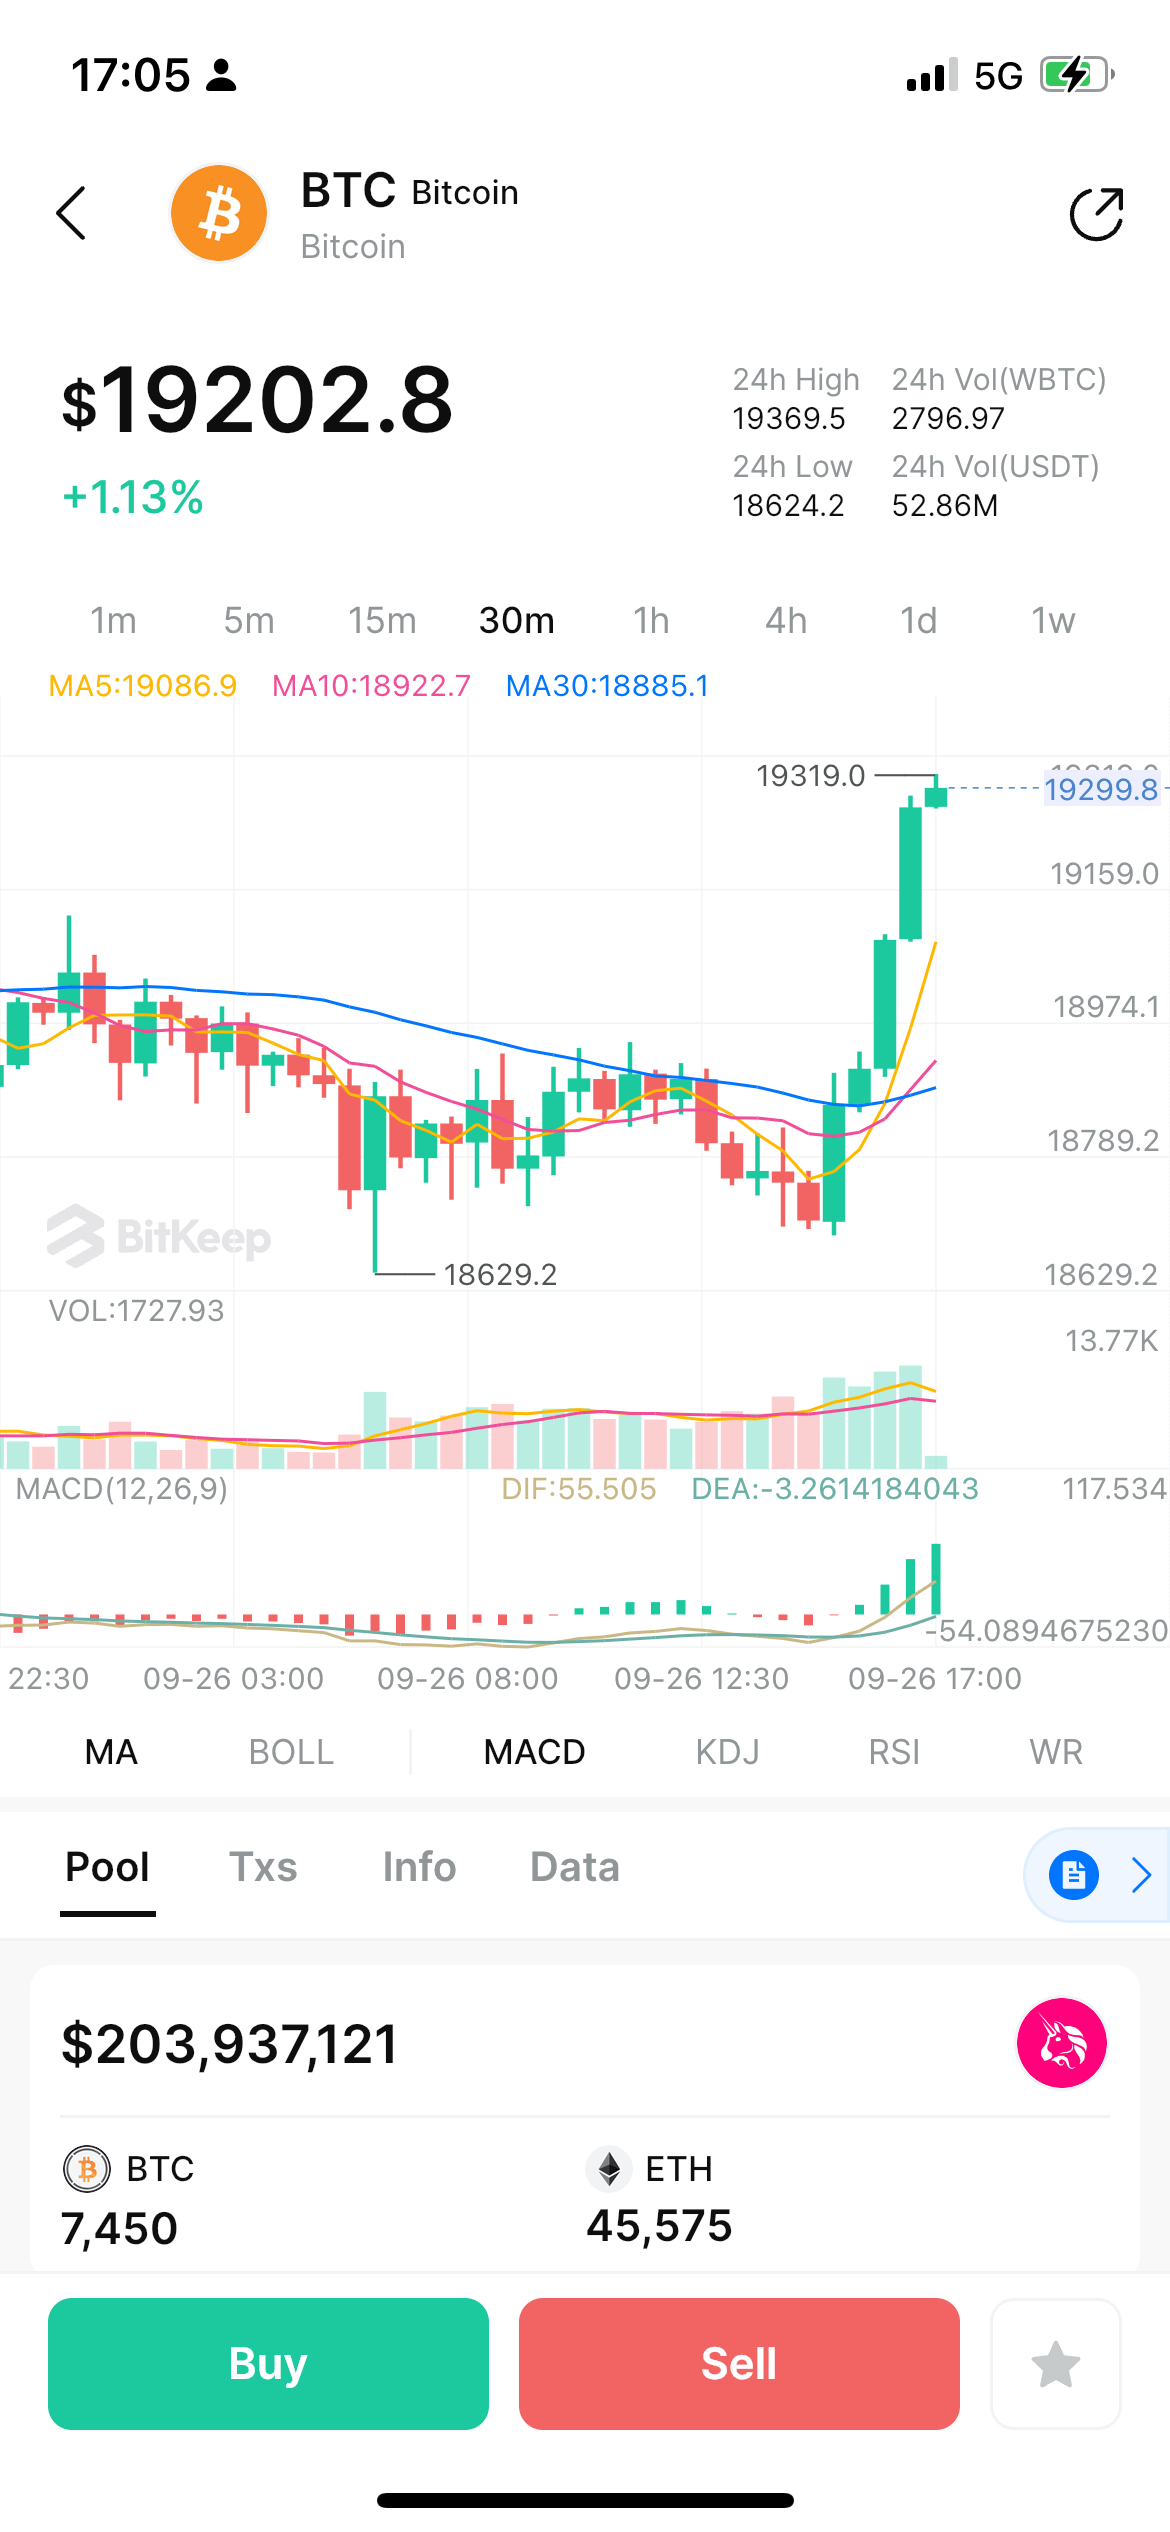 17:05
5G
BTC Bitcoin
Bitcoin
$19202.8
+1.13%
24h High
19369.5
24h Vol(WBTC)
2796.97
24h Low
18624.2
24h Vol(USDT)
52.86M
1m 5m 15m 30m 1h 4h 1d 1w
MA5:19086.9 MA10:18922.7 MA30:18885.1
19319.0
19299.8
19159.0
18974.1
18789.2
BitKeep
18629.2
18629.2
VOL:1727.93
13.77K
MACD(12,26,9) DIF:55.505 DEA:-3.2614184043 117.534
-54.0894675230
22:30 09-26 03:00 09-26 08:00 09-26 12:30 09-26 17:00
MA BOLL MACD KDJ RSI WR
Pool Txs Info Data
$203,937,121
BTC
7,450
ETH
45,575
Buy Sell